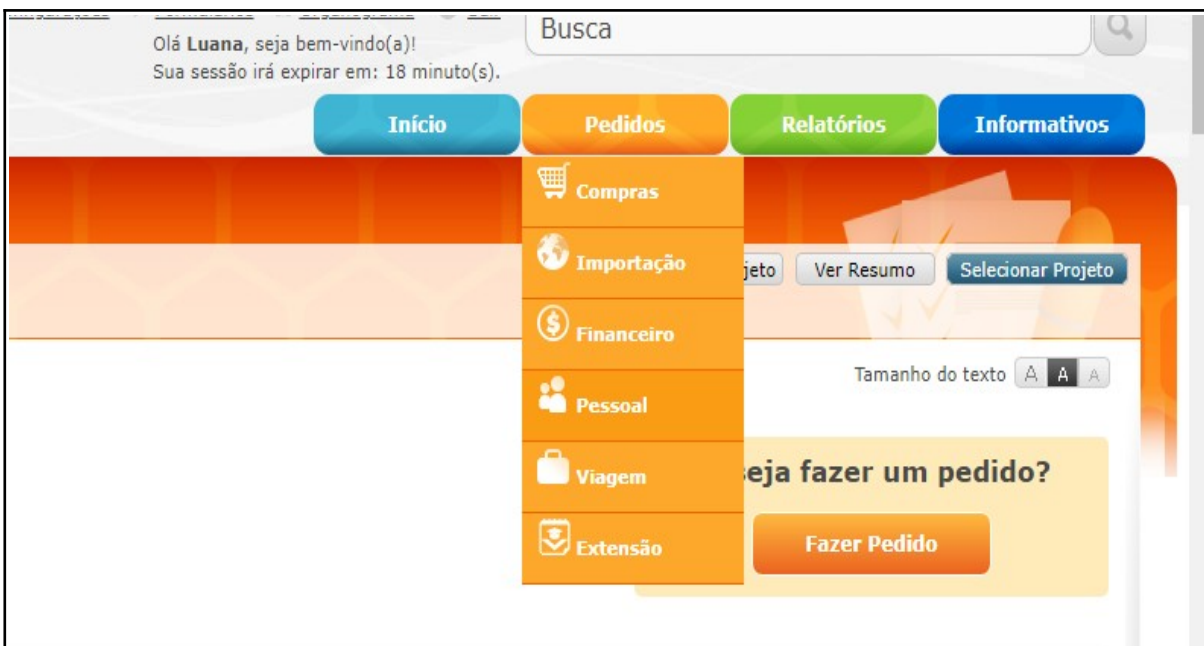 Olá Luana, seja bem-vindo(a)!
Sua sessão irá expirar em: 18 minuto(s).
Busca
Início
Pedidos
Relatórios
Informativos
Compras
Importação
Financeiro
Pessoal
Viagem
Extensão
jeto
Ver Resumo
Selecionar Projeto
Tamanho do texto A A A
eja fazer um pedido?
Fazer Pedido